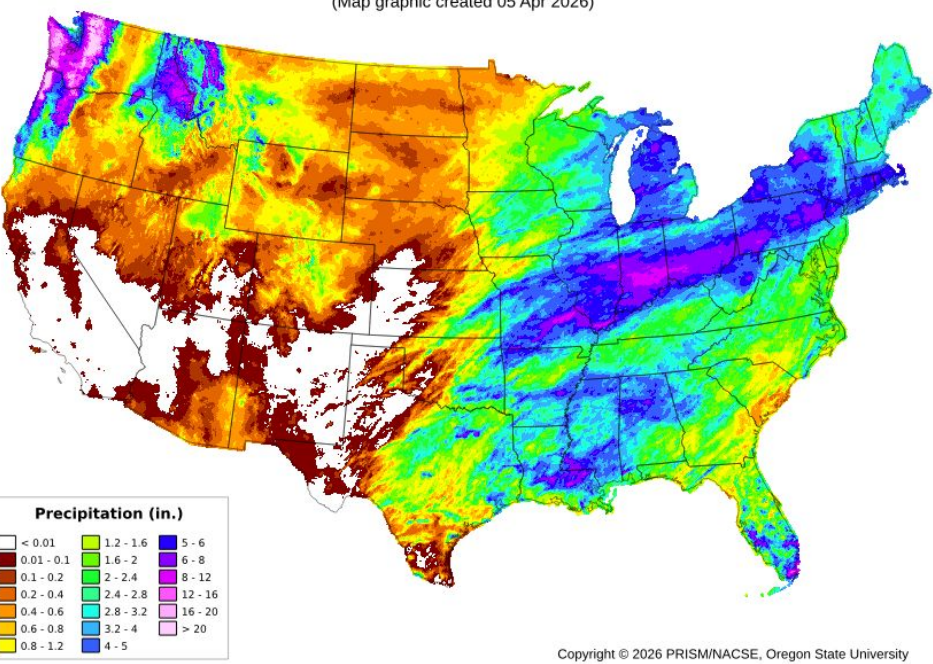 (Map graphic created 05 Apr 2026)
Precipitation (in.)
< 0.01
0.01 - 0.1
0.1 - 0.2
0.2 - 0.4
0.4 - 0.6
0.6 - 0.8
0.8 - 1.2
1.2 - 1.6
1.6 - 2
2 - 2.4
2.4 - 2.8
2.8 - 3.2
3.2 - 4
4 - 5
5 - 6
6 - 8
8 - 12
12 - 16
16 - 20
> 20
Copyright © 2026 PRISM/NACSE, Oregon State University